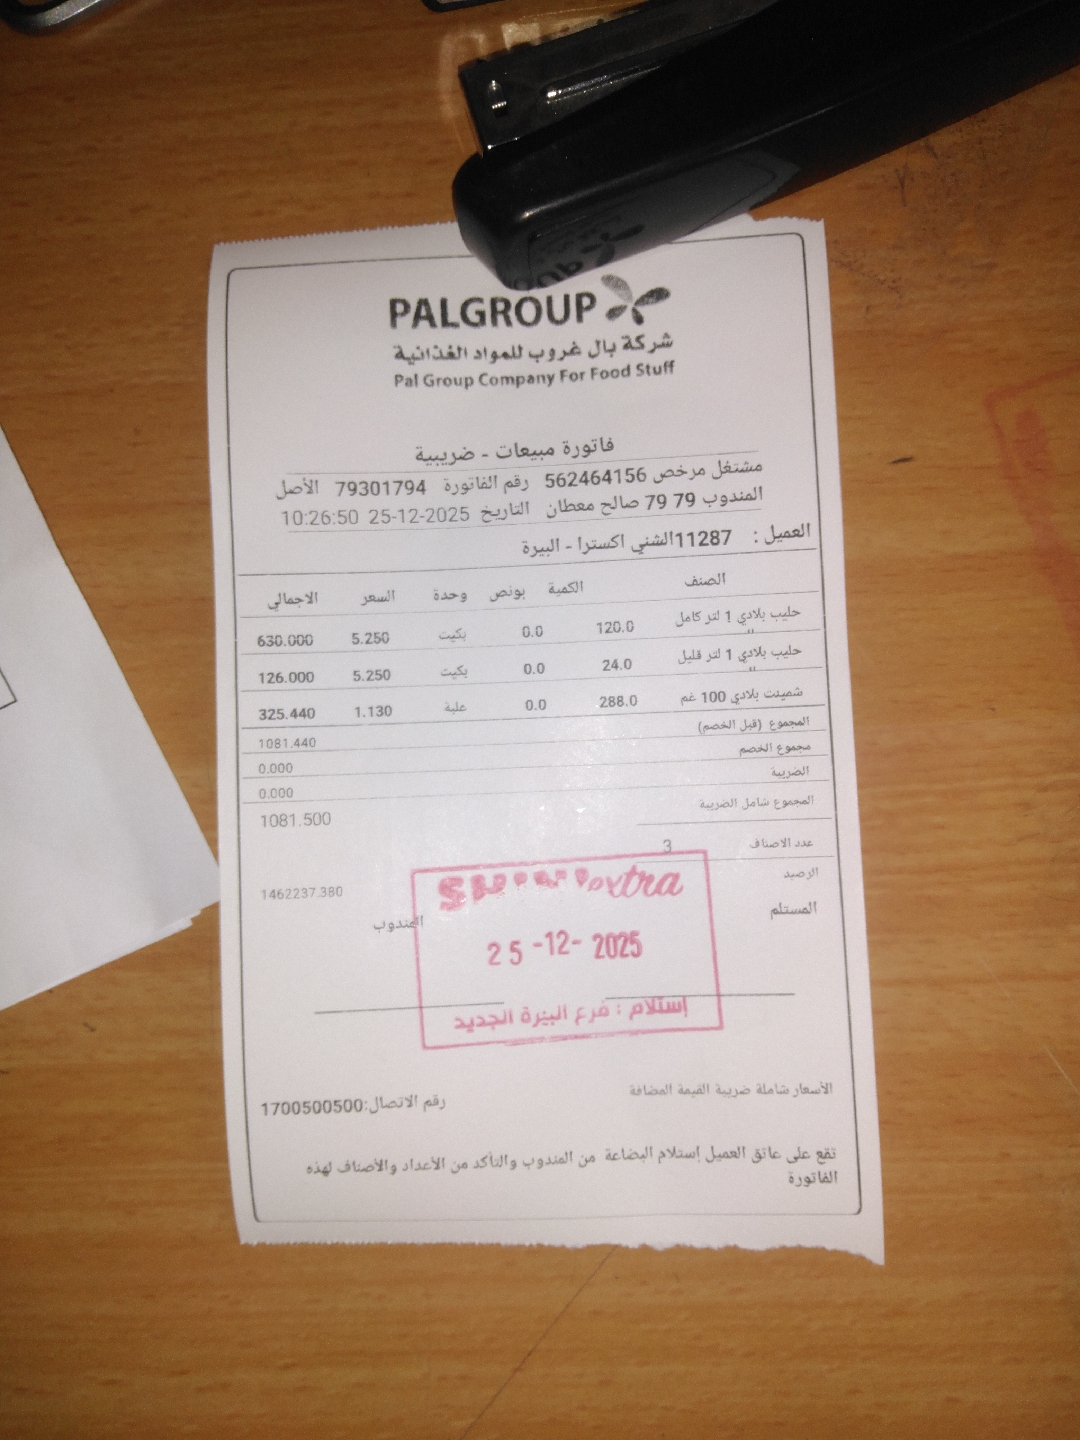 PALGROUP
شركة بال غروب للمواد الغذائية
Pal Group Company For Food Stuff
فاتورة مبيعات - ضريبية
مشتغل مرخص 562464156 رقم الفاتورة 79301794 الأصل
المندوب 79 79 صالح معطان التاريخ 25-12-2025 10:26:50
العميل : 11287الشني اكسترا - البيرة
الصنف الكمية بونص وحدة السعر الاجمالي
حليب بلادي 1 لتر كامل 120.0 0.0 بكيت 5.250 630.000
حليب بلادي 1 لتر قليل 24.0 0.0 بكيت 5.250 126.000
شمينت بلادي 100 غم 288.0 0.0 علبة 1.130 325.440
المجموع (قبل الخصم) 1081.440
مجموع الخصم 0.000
الضريبة 0.000
المجموع شامل الضريبة 1081.500
عدد الاصناف 3
الرصيد 1462237.380
المستلم المندوب
extra
25-12-2025
إستلام : فرع البيرة الجديد
الأسعار شاملة ضريبة القيمة المضافة
رقم الاتصال:1700500500
تقع على عاتق العميل إستلام البضاعة من المندوب والتأكد من الأعداد والأصناف لهذه
الفاتورة